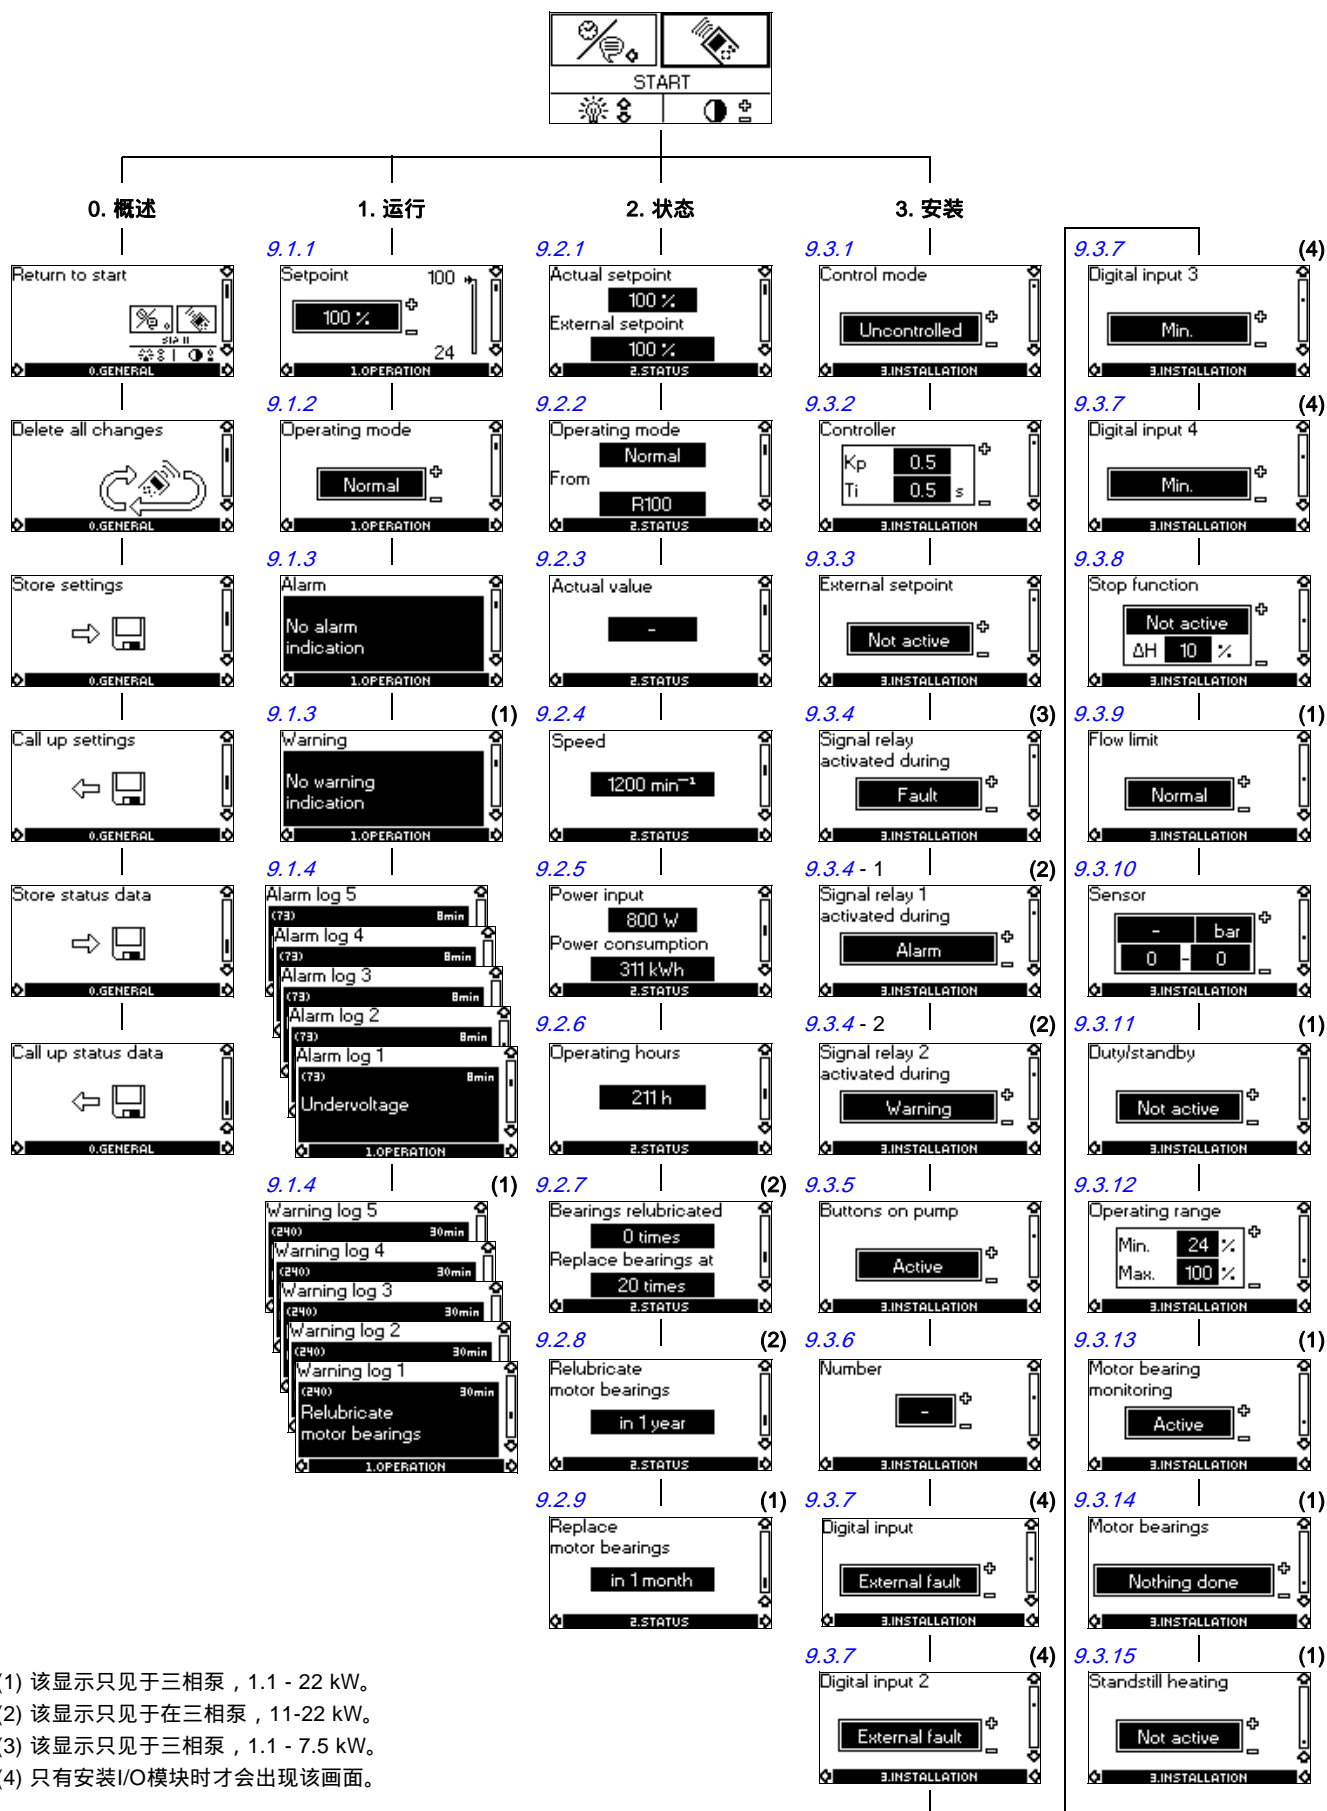 START
0. 概述
1. 运行
2. 状态
3. 安装
Return to start
START
0.GENERAL
Delete all changes
0.GENERAL
Store settings
0.GENERAL
Call up settings
0.GENERAL
Store status data
0.GENERAL
Call up status data
0.GENERAL
9.1.1
Setpoint
100
100 %
24
1.OPERATION
9.1.2
Operating mode
Normal
1.OPERATION
9.1.3
Alarm
No alarm
indication
1.OPERATION
9.1.3 (1)
Warning
No warning
indication
1.OPERATION
9.1.4
Alarm log 5
(73) 8min
Alarm log 4
(73) 8min
Alarm log 3
(73) 8min
Alarm log 2
(73) 8min
Alarm log 1
(73) 8min
Undervoltage
1.OPERATION
9.1.4 (1)
Warning log 5
(240) 30min
Warning log 4
(240) 30min
Warning log 3
(240) 30min
Warning log 2
(240) 30min
Warning log 1
(240) 30min
Relubricate
motor bearings
1.OPERATION
9.2.1
Actual setpoint
100 %
External setpoint
100 %
2.STATUS
9.2.2
Operating mode
Normal
From
R100
2.STATUS
9.2.3
Actual value
-
2.STATUS
9.2.4
Speed
1200 min⁻¹
2.STATUS
9.2.5
Power input
800 W
Power consumption
311 kWh
2.STATUS
9.2.6
Operating hours
211 h
2.STATUS
9.2.7 (2)
Bearings relubricated
0 times
Replace bearings at
20 times
2.STATUS
9.2.8 (2)
Relubricate
motor bearings
in 1 year
2.STATUS
9.2.9 (1)
Replace
motor bearings
in 1 month
2.STATUS
9.3.1
Control mode
Uncontrolled
3.INSTALLATION
9.3.2
Controller
Kp 0.5
Ti 0.5 s
3.INSTALLATION
9.3.3
External setpoint
Not active
3.INSTALLATION
9.3.4 (3)
Signal relay
activated during
Fault
3.INSTALLATION
9.3.4 - 1 (2)
Signal relay 1
activated during
Alarm
3.INSTALLATION
9.3.4 - 2 (2)
Signal relay 2
activated during
Warning
3.INSTALLATION
9.3.5
Buttons on pump
Active
3.INSTALLATION
9.3.6
Number
-
3.INSTALLATION
9.3.7 (4)
Digital input
External fault
3.INSTALLATION
9.3.7 (4)
Digital input 2
External fault
3.INSTALLATION
9.3.7 (4)
Digital input 3
Min.
3.INSTALLATION
9.3.7 (4)
Digital input 4
Min.
3.INSTALLATION
9.3.8
Stop function
Not active
ΔH 10 %
3.INSTALLATION
9.3.9 (1)
Flow limit
Normal
3.INSTALLATION
9.3.10
Sensor
- bar
0 - 0
3.INSTALLATION
9.3.11 (1)
Duty/standby
Not active
3.INSTALLATION
9.3.12
Operating range
Min. 24 %
Max. 100 %
3.INSTALLATION
9.3.13 (1)
Motor bearing
monitoring
Active
3.INSTALLATION
9.3.14 (1)
Motor bearings
Nothing done
3.INSTALLATION
9.3.15 (1)
Standstill heating
Not active
3.INSTALLATION
(1) 该显示只见于三相泵，1.1 - 22 kW。
(2) 该显示只见于在三相泵，11-22 kW。
(3) 该显示只见于三相泵，1.1 - 7.5 kW。
(4) 只有安装I/O模块时才会出现该画面。